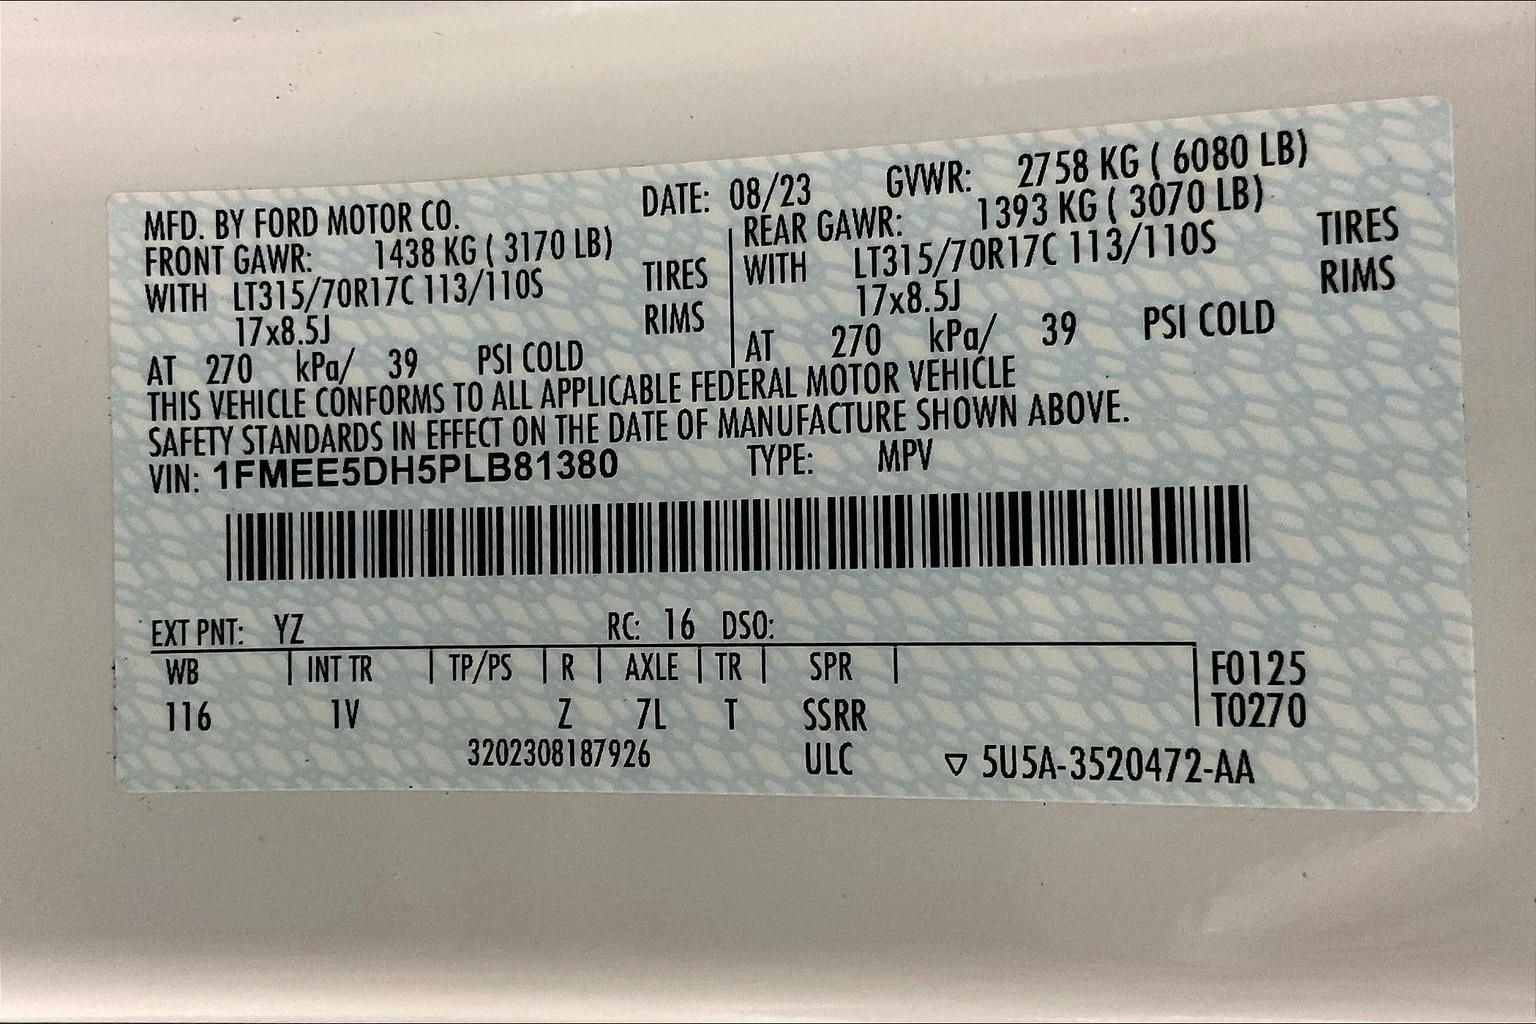 MFD. BY FORD MOTOR CO. DATE: 08/23 GVWR: 2758 KG ( 6080 LB)
FRONT GAWR: 1438 KG ( 3170 LB) REAR GAWR: 1393 KG ( 3070 LB)
WITH LT315/70R17C 113/110S TIRES WITH LT315/70R17C 113/110S TIRES
17x8.5J RIMS 17x8.5J RIMS
AT 270 kPa/ 39 PSI COLD AT 270 kPa/ 39 PSI COLD
THIS VEHICLE CONFORMS TO ALL APPLICABLE FEDERAL MOTOR VEHICLE
SAFETY STANDARDS IN EFFECT ON THE DATE OF MANUFACTURE SHOWN ABOVE.
VIN: 1FMEE5DH5PLB81380 TYPE: MPV
EXT PNT: YZ RC: 16 DSO:
WB INT TR TP/PS R AXLE TR SPR F0125
116 1V Z 7L T SSRR T0270
3202308187926 ULC ▽ 5U5A-3520472-AA